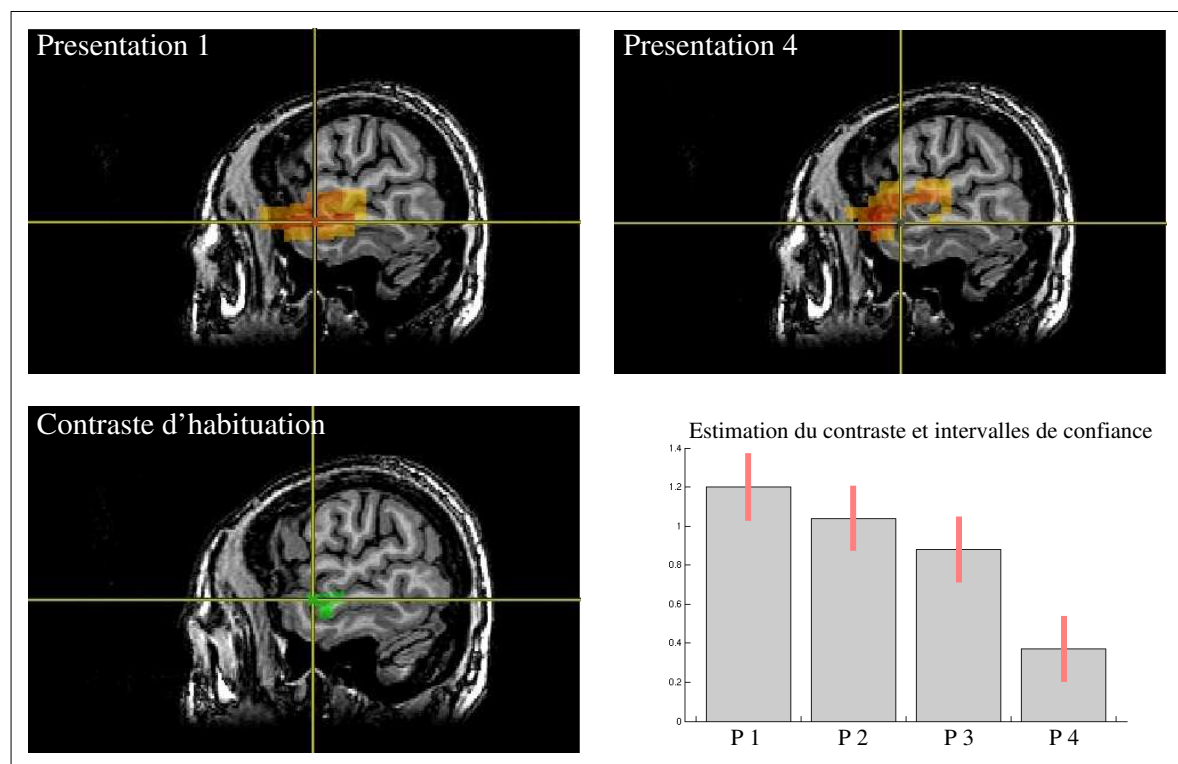 Presentation 1
Presentation 4
Contraste d'habituation
Estimation du contraste et intervalles de confiance
1.4
1.2
1
0.8
0.6
0.4
0.2
0
P 1 P 2 P 3 P 4